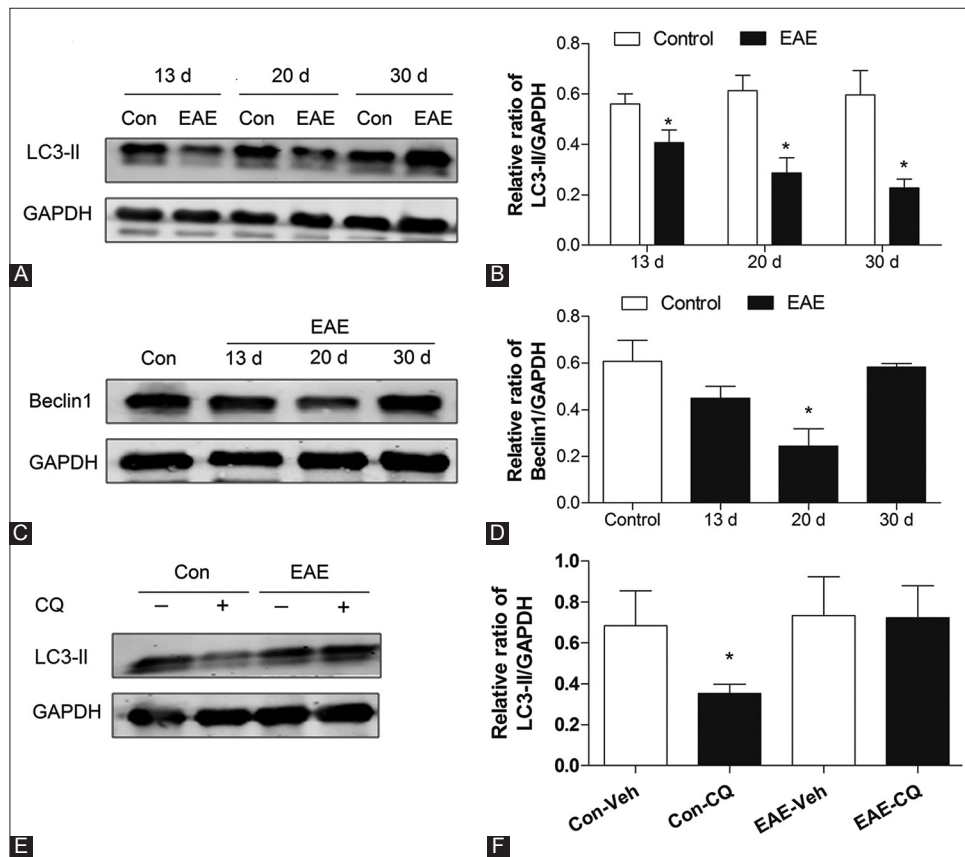 13 d 20 d 30 d
Con EAE Con EAE Con EAE
LC3-II
GAPDH
A
Control EAE
Relative ratio of
LC3-II/GAPDH
0.8
0.6
0.4
0.2
0.0
* * *
13 d 20 d 30 d
B
EAE
Con 13 d 20 d 30 d
Beclin1
GAPDH
C
Control EAE
Relative ratio of
Beclin1/GAPDH
0.8
0.6
0.4
0.2
0.0
*
Control 13 d 20 d 30 d
D
Con EAE
CQ – + – +
LC3-II
GAPDH
E
Relative ratio of
LC3-II/GAPDH
1.0
0.8
0.6
0.4
0.2
0.0
*
Con-Veh Con-CQ EAE-Veh EAE-CQ
F